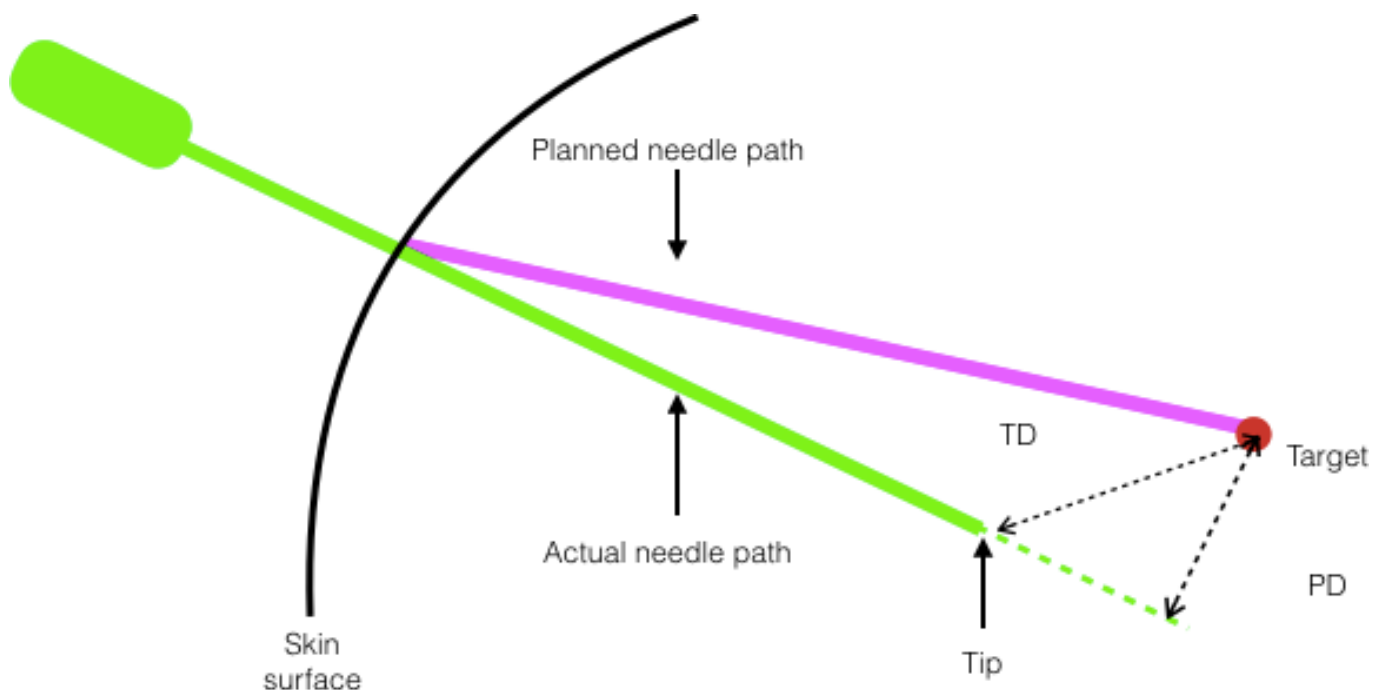 Planned needle path
TD
Target
Actual needle path
PD
Skin
surface
Tip